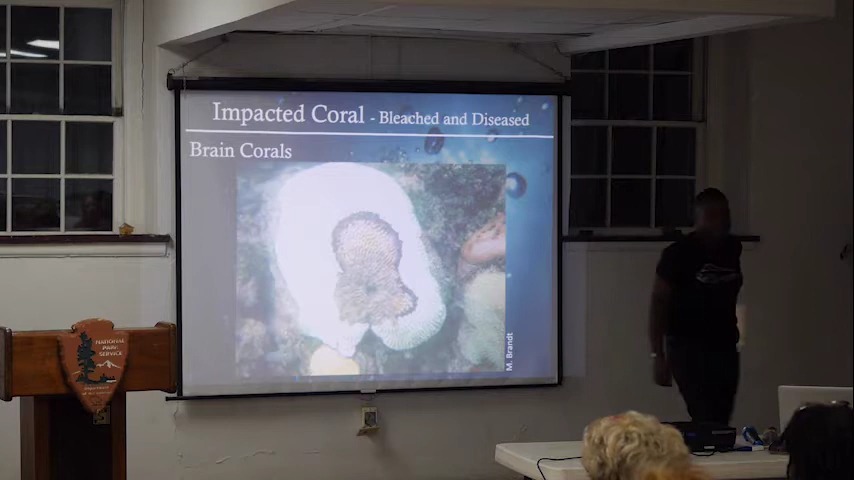 Impacted Coral - Bleached and Diseased
Brain Corals
M. Brandt
NATIONAL
PARK
SERVICE